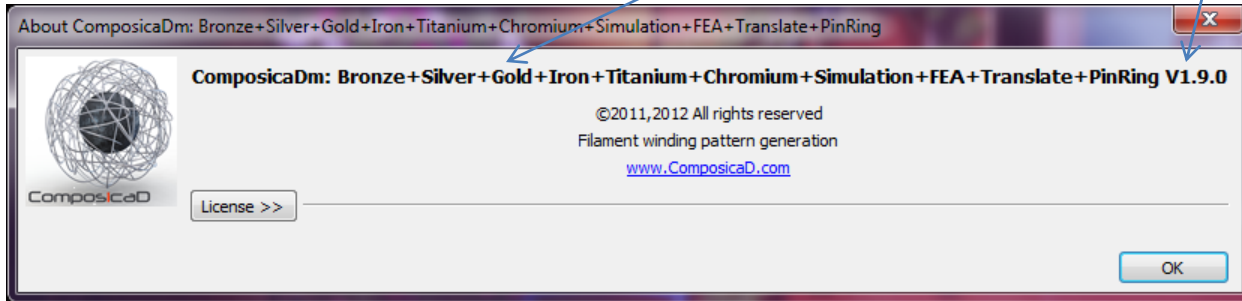 About ComposicaDm: Bronze+Silver+Gold+Iron+Titanium+Chromium+Simulation+FEA+Translate+PinRing
ComposicaDm: Bronze+Silver+Gold+Iron+Titanium+Chromium+Simulation+FEA+Translate+PinRing V1.9.0
©2011,2012 All rights reserved
Filament winding pattern generation
www.ComposicaD.com
ComposicaD
License >>
OK